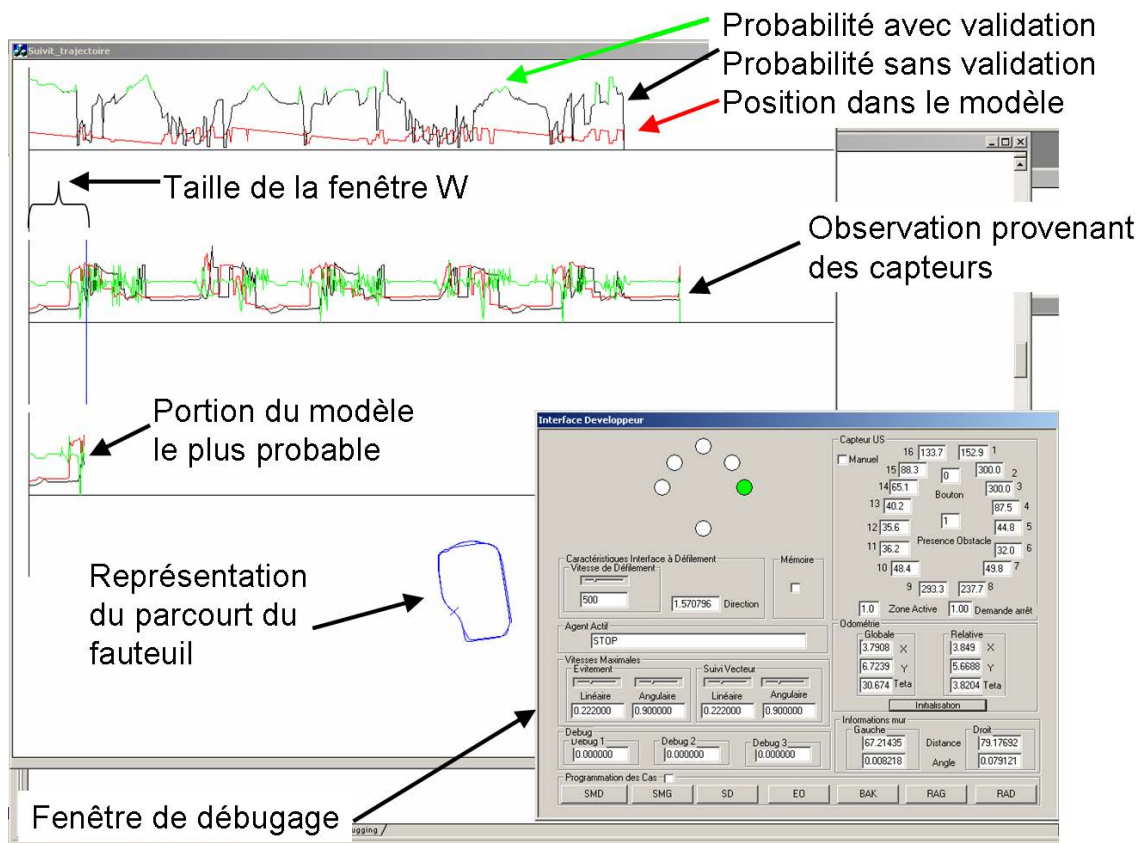 Probabilité avec validation
Probabilité sans validation
Position dans le modèle
Suivit_trajectoire
Taille de la fenêtre W
Observation provenant
des capteurs
Portion du modèle
le plus probable
Représentation
du parcourt du
fauteuil
Fenêtre de débugage
Interface Developpeur
Capteur US
Manuel
16 133.7 152.9 1
15 88.3 0 300.0 2
14 65.1 Bouton 300.0 3
13 40.2 87.5 4
12 35.6 1 44.8 5
11 36.2 Presence Obstacle 32.0 6
10 48.4 49.8 7
9 293.3 237.7 8
1.0 Zone Active 1.00 Demande arrêt
Caractéristiques Interface à Défilement
Vitesse de Défilement
500
1.570796 Direction
Mémoire
Agent Actif
STOP
Odométrie
Globale Relative
3.7908 X 3.849 X
6.7239 Y 5.6688 Y
30.674 Teta 3.8204 Teta
Initialisation
Vitesses Maximales
Evitement Suivi Vecteur
Linéaire Angulaire Linéaire Angulaire
0.222000 0.900000 0.222000 0.900000
Informations mur
Gauche Droit
67.21435 Distance 79.17692
0.008218 Angle 0.079121
Debug
Debug 1 Debug 2 Debug 3
0.000000 0.000000 0.000000
Programmation des Cas
SMD SMG SD EO BAK RAG RAD
ugging